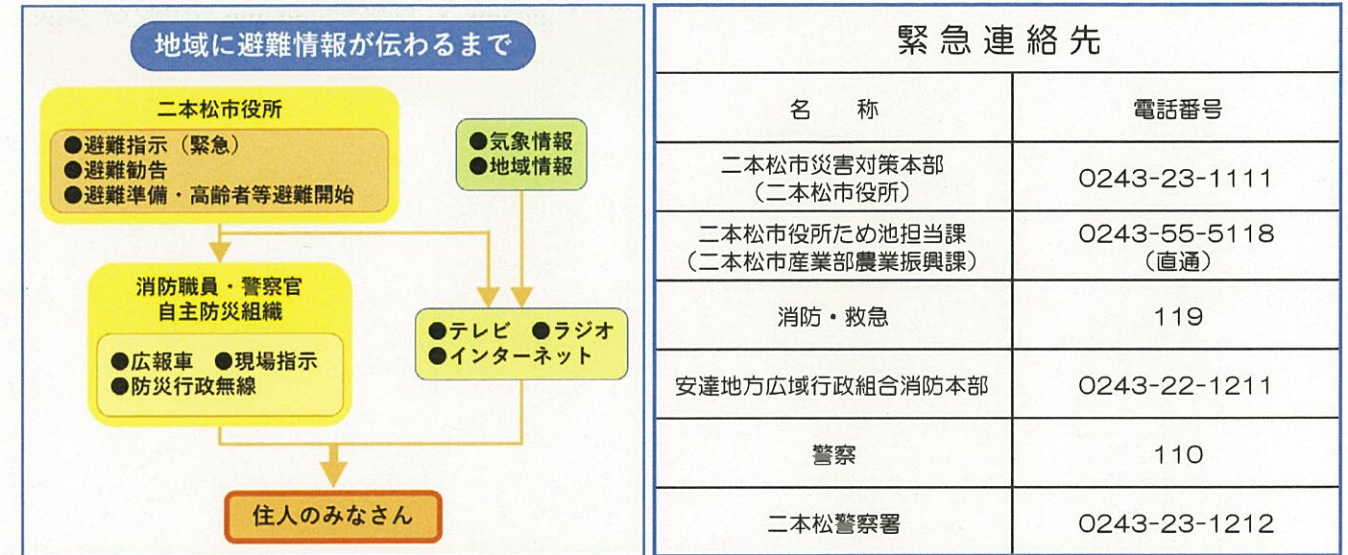 地域に避難情報が伝わるまで
二本松市役所
●避難指示（緊急）
●避難勧告
●避難準備・高齢者等避難開始
●気象情報
●地域情報
消防職員・警察官
自主防災組織
●広報車　●現場指示
●防災行政無線
●テレビ　●ラジオ
●インターネット
住人のみなさん
緊急連絡先
名　称　電話番号
二本松市災害対策本部
（二本松市役所）
0243-23-1111
二本松市役所ため池担当課
（二本松市産業部農業振興課）
0243-55-5118
（直通）
消防・救急　119
安達地方広域行政組合消防本部　0243-22-1211
警察　110
二本松警察署　0243-23-1212